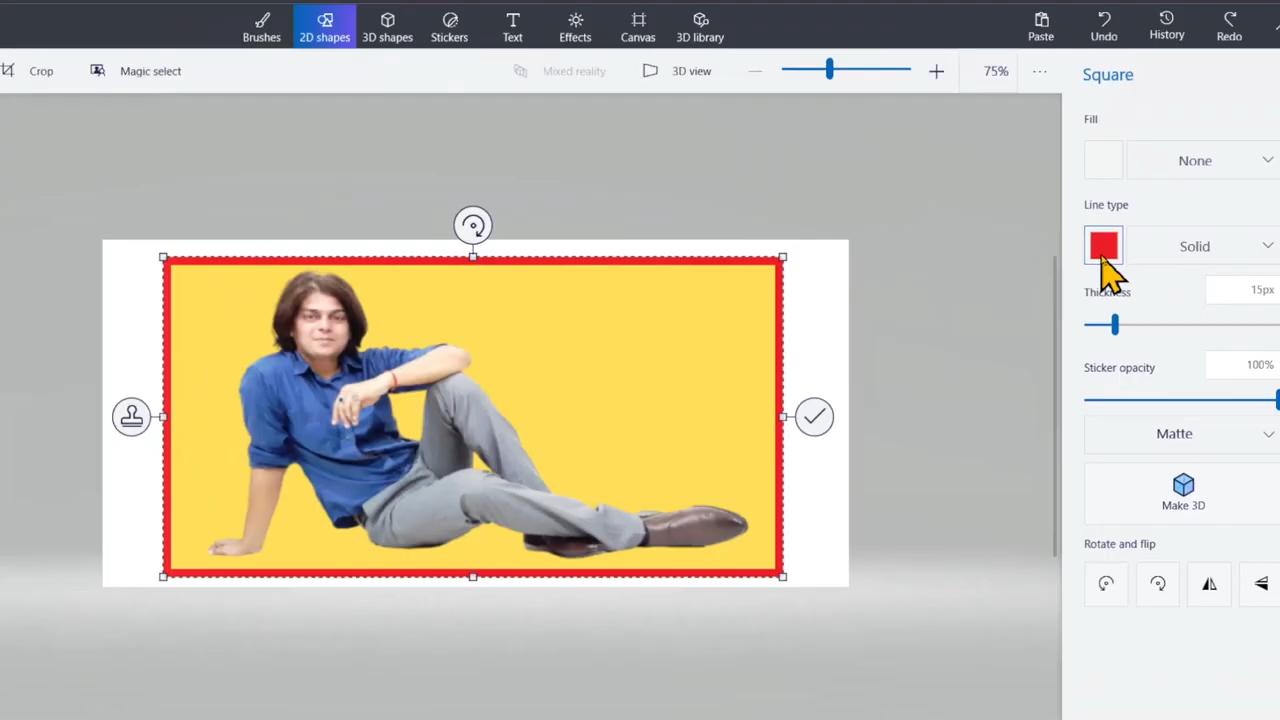 Brushes
2D shapes
3D shapes
Stickers
Text
Effects
Canvas
3D library
Paste
Undo
History
Redo
Crop
Magic select
Mixed reality
3D view
75%
Square
Fill
None
Line type
Solid
Thickness
15px
Sticker opacity
100%
Matte
Make 3D
Rotate and flip